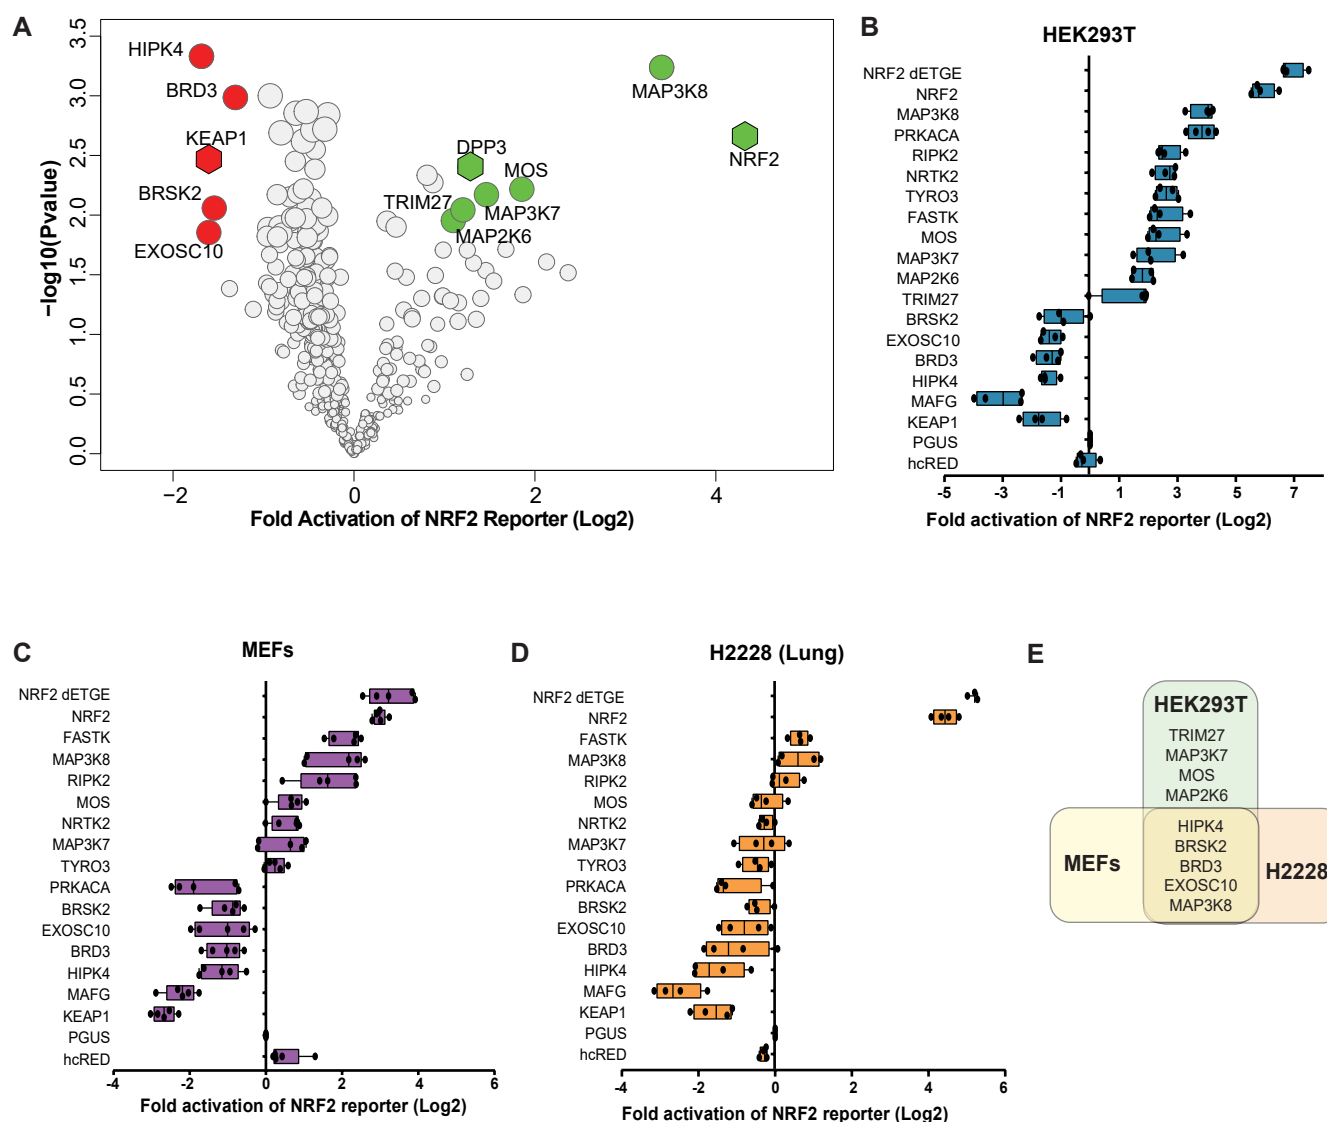 A
3.5
3.0
2.5
2.0
1.5
1.0
0.5
0.0
−log10(Pvalue)
HIPK4
BRD3
KEAP1
BRSK2
EXOSC10
MAP3K8
NRF2
DPP3
MOS
TRIM27
MAP3K7
MAP2K6
−2
0
2
4
Fold Activation of NRF2 Reporter (Log2)
B
HEK293T
NRF2 dETGE
NRF2
MAP3K8
PRKACA
RIPK2
NRTK2
TYRO3
FASTK
MOS
MAP3K7
MAP2K6
TRIM27
BRSK2
EXOSC10
BRD3
HIPK4
MAFG
KEAP1
PGUS
hcRED
-5
-3
-1
1
3
5
7
Fold activation of NRF2 reporter (Log2)
C
MEFs
NRF2 dETGE
NRF2
FASTK
MAP3K8
RIPK2
MOS
NRTK2
MAP3K7
TYRO3
PRKACA
BRSK2
EXOSC10
BRD3
HIPK4
MAFG
KEAP1
PGUS
hcRED
-4
-2
0
2
4
6
Fold activation of NRF2 reporter (Log2)
D
H2228 (Lung)
NRF2 dETGE
NRF2
FASTK
MAP3K8
RIPK2
MOS
NRTK2
MAP3K7
TYRO3
PRKACA
BRSK2
EXOSC10
BRD3
HIPK4
MAFG
KEAP1
PGUS
hcRED
-4
-2
0
2
4
6
Fold activation of NRF2 reporter (Log2)
E
HEK293T
TRIM27
MAP3K7
MOS
MAP2K6
HIPK4
BRSK2
BRD3
EXOSC10
MAP3K8
MEFs
H2228